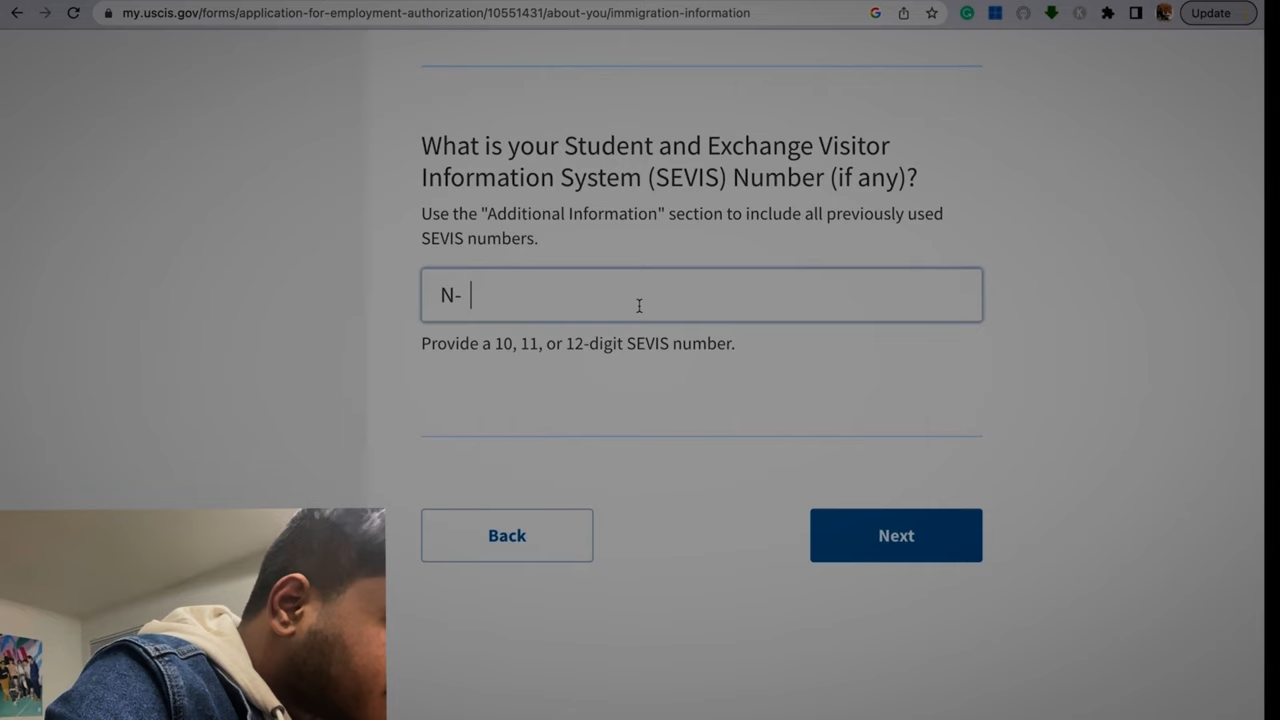 my.uscis.gov/forms/application-for-employment-authorization/10551431/about-you/immigration-information
Update
What is your Student and Exchange Visitor
Information System (SEVIS) Number (if any)?
Use the "Additional Information" section to include all previously used
SEVIS numbers.
N-
Provide a 10, 11, or 12-digit SEVIS number.
Back
Next